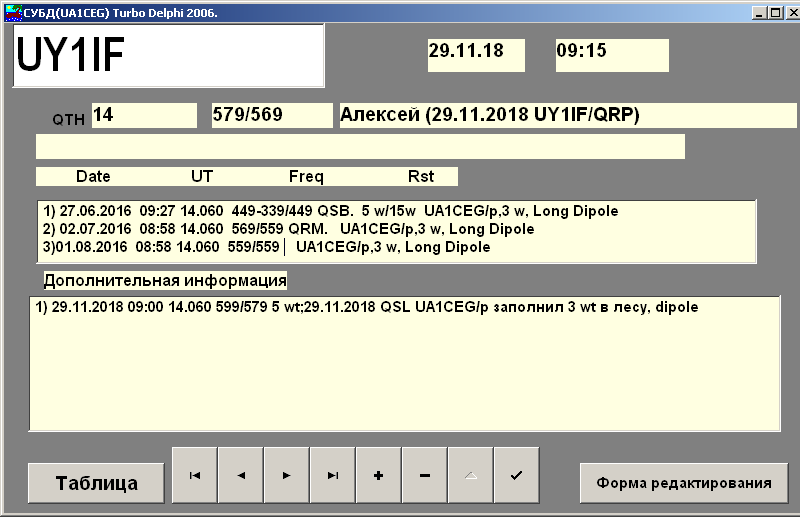 СУБД(UA1CEG) Turbo Delphi 2006.
UY1IF
29.11.18 09:15
QTH 14 579/569 Алексей (29.11.2018 UY1IF/QRP)
Date UT Freq Rst
1) 27.06.2016 09:27 14.060 449-339/449 QSB. 5 w/15w UA1CEG/p,3 w, Long Dipole
2) 02.07.2016 08:58 14.060 569/559 QRM. UA1CEG/p,3 w, Long Dipole
3)01.08.2016 08:58 14.060 559/559 UA1CEG/p,3 w, Long Dipole
Дополнительная информация
1) 29.11.2018 09:00 14.060 599/579 5 wt;29.11.2018 QSL UA1CEG/p заполнил 3 wt в лесу, dipole
Таблица
Форма редактирования